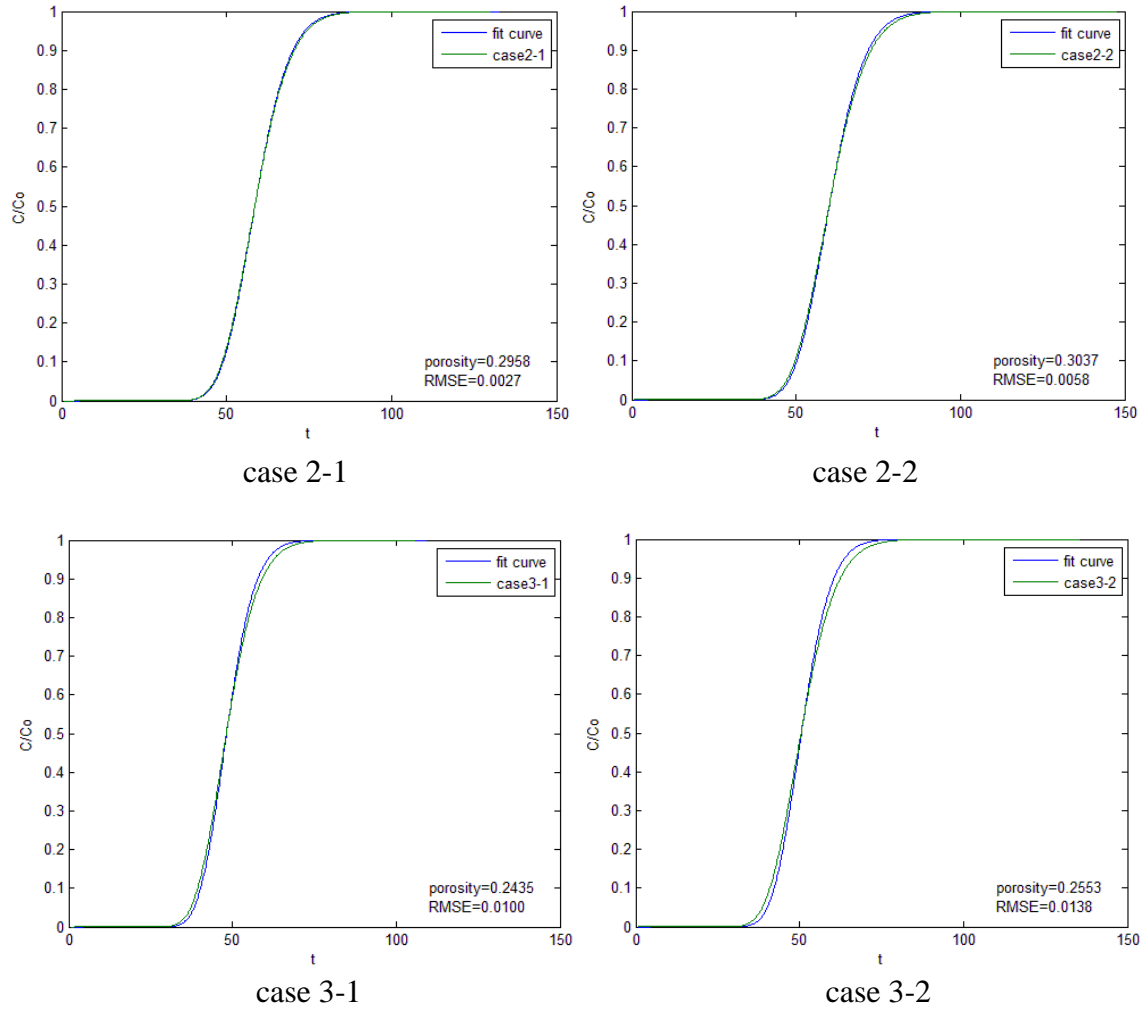 1
0.9
0.8
0.7
0.6
0.5
0.4
0.3
0.2
0.1
0
C/Co
fit curve
case2-1
porosity=0.2958
RMSE=0.0027
0 50 100 150
t
case 2-1
1
0.9
0.8
0.7
0.6
0.5
0.4
0.3
0.2
0.1
0
C/Co
fit curve
case2-2
porosity=0.3037
RMSE=0.0058
0 50 100 150
t
case 2-2
1
0.9
0.8
0.7
0.6
0.5
0.4
0.3
0.2
0.1
0
C/Co
fit curve
case3-1
porosity=0.2435
RMSE=0.0100
0 50 100 150
t
case 3-1
1
0.9
0.8
0.7
0.6
0.5
0.4
0.3
0.2
0.1
0
C/Co
fit curve
case3-2
porosity=0.2553
RMSE=0.0138
0 50 100 150
t
case 3-2